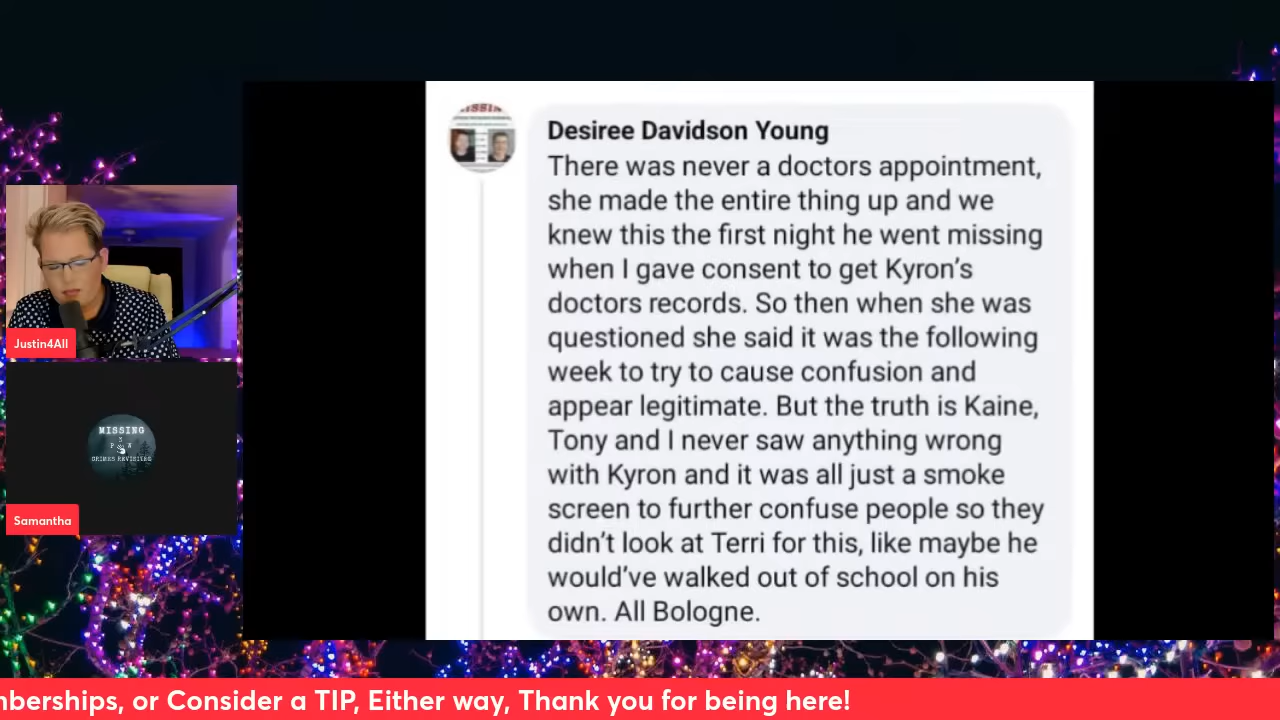 Desiree Davidson Young
There was never a doctors appointment,
she made the entire thing up and we
knew this the first night he went missing
when I gave consent to get Kyron’s
doctors records. So then when she was
questioned she said it was the following
week to try to cause confusion and
appear legitimate. But the truth is Kaine,
Tony and I never saw anything wrong
with Kyron and it was all just a smoke
screen to further confuse people so they
didn’t look at Terri for this, like maybe he
would’ve walked out of school on his
own. All Bologne.
Justin4All
MISSING
CRIMES REVISITED
Samantha
mberships, or Consider a TIP, Either way, Thank you for being here!